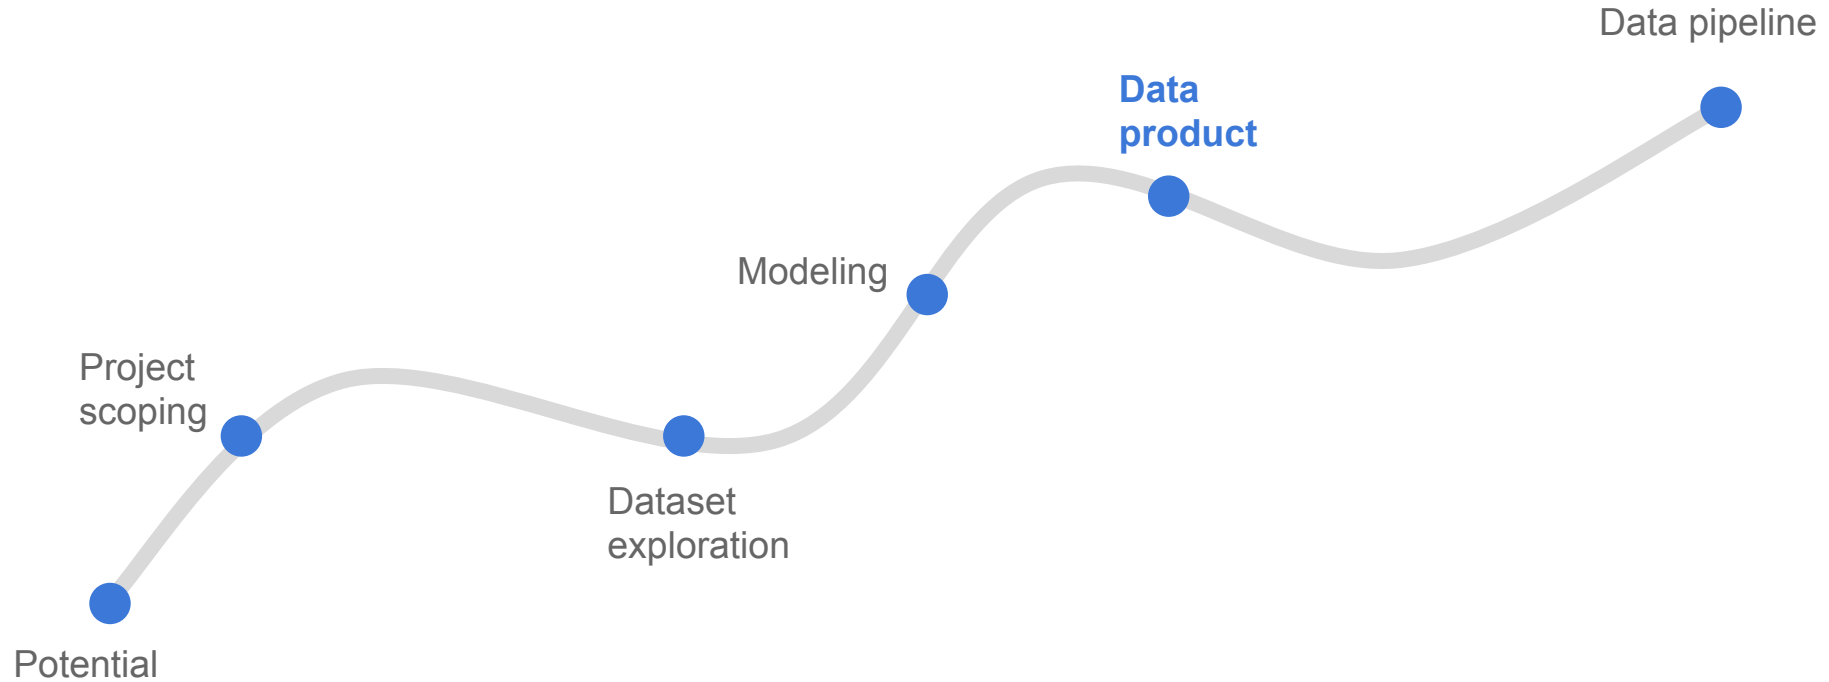 Data pipeline
Data
product
Modeling
Project
scoping
Dataset
exploration
Potential